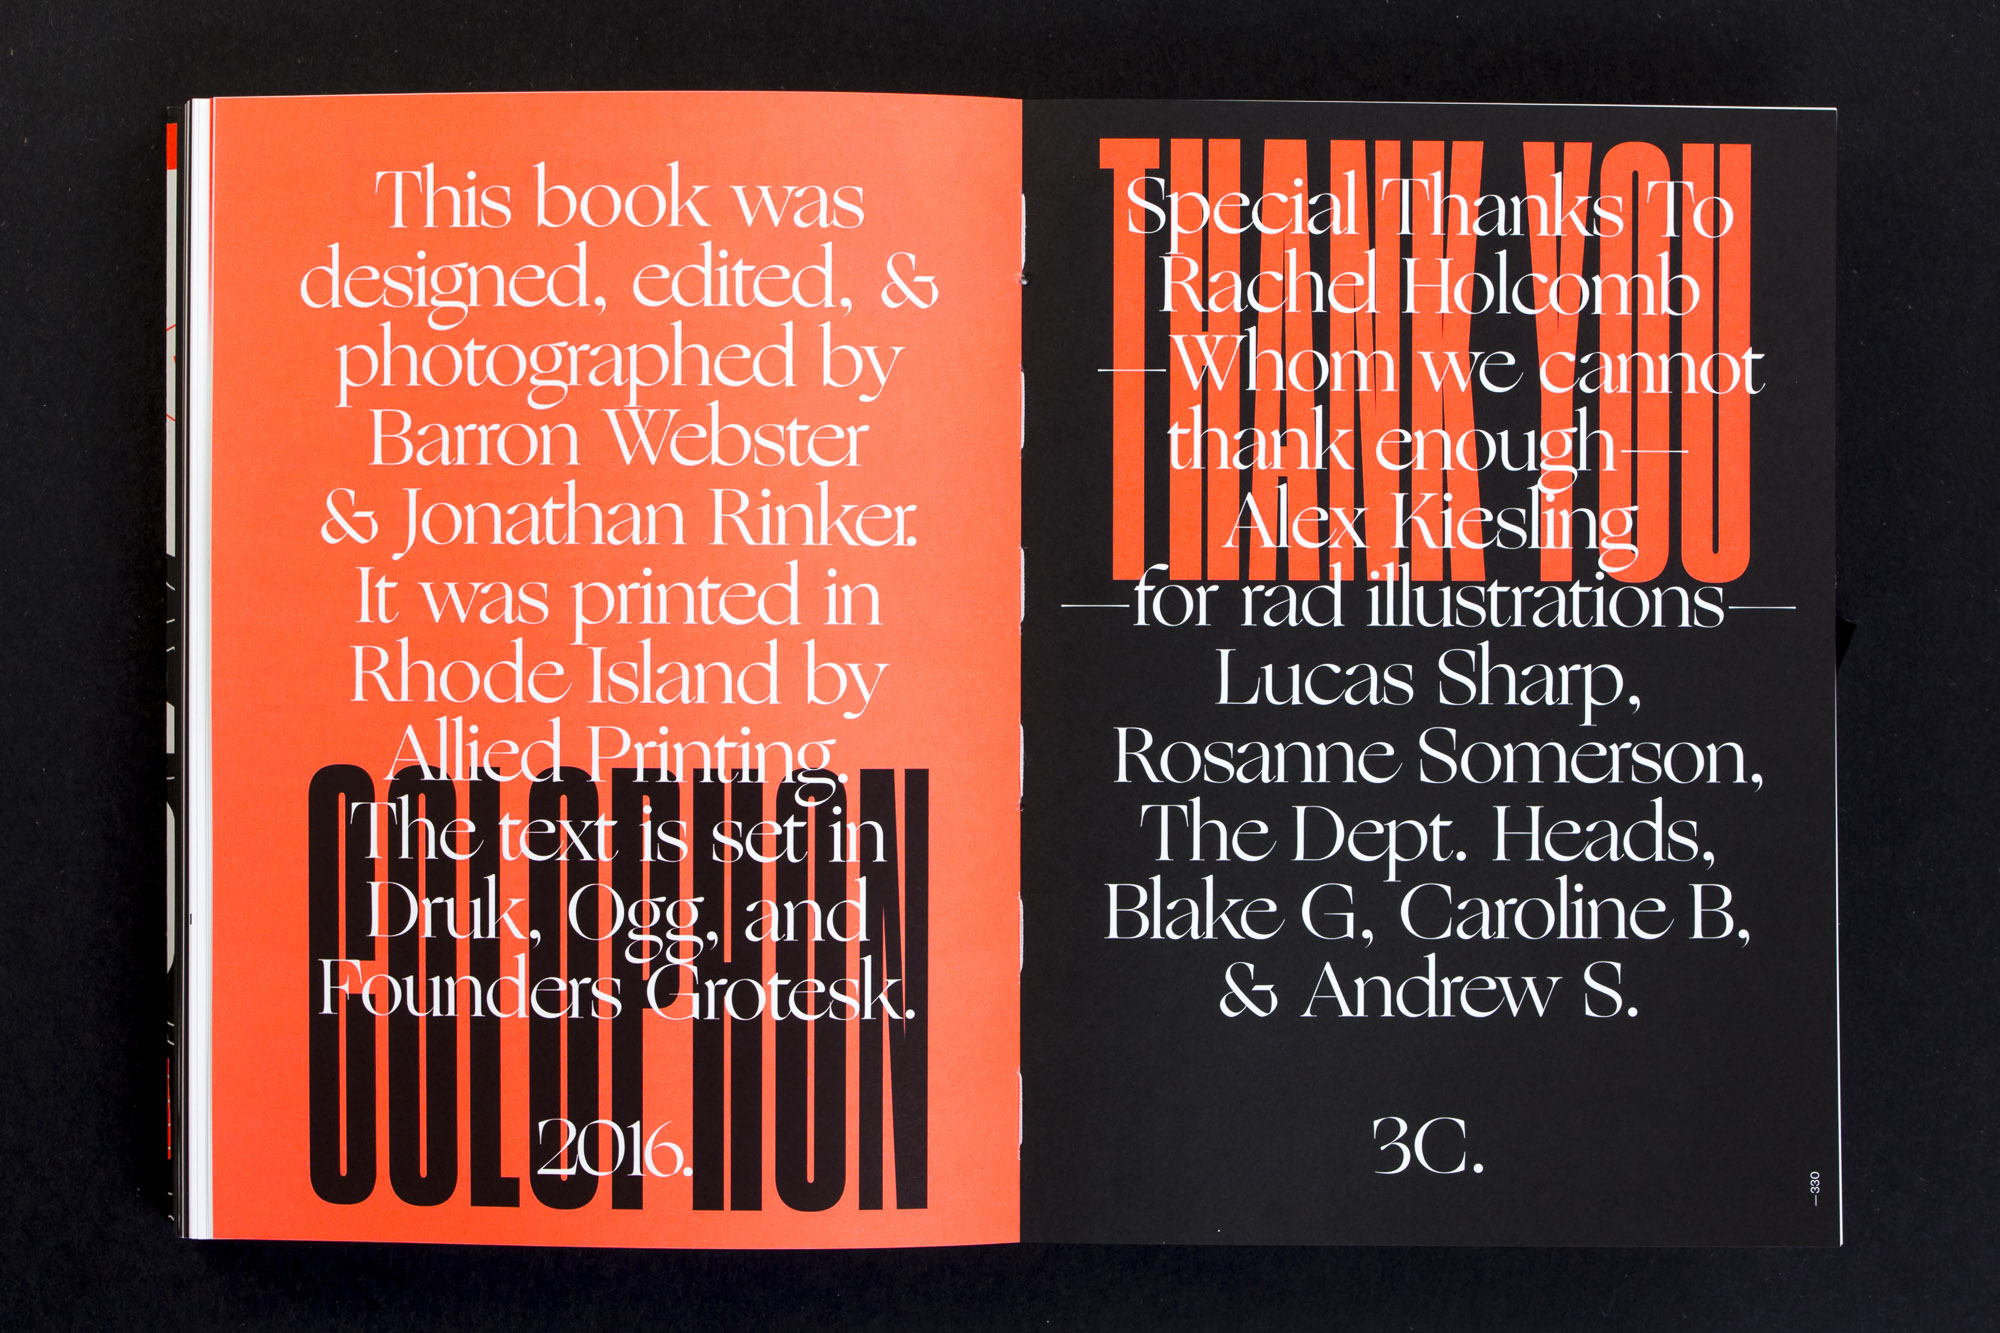 This book was
designed, edited, &
photographed by
Barron Webster
& Jonathan Rinker.
It was printed in
Rhode Island by
Allied Printing.
The text is set in
Druk, Ogg, and
Founders Grotesk.
COLOPHON
2016.
THANK YOU
Special Thanks To
Rachel Holcomb
—Whom we cannot
thank enough—
Alex Kiesling
—for rad illustrations—
Lucas Sharp,
Rosanne Somerson,
The Dept. Heads,
Blake G, Caroline B,
& Andrew S.
3C.
—330